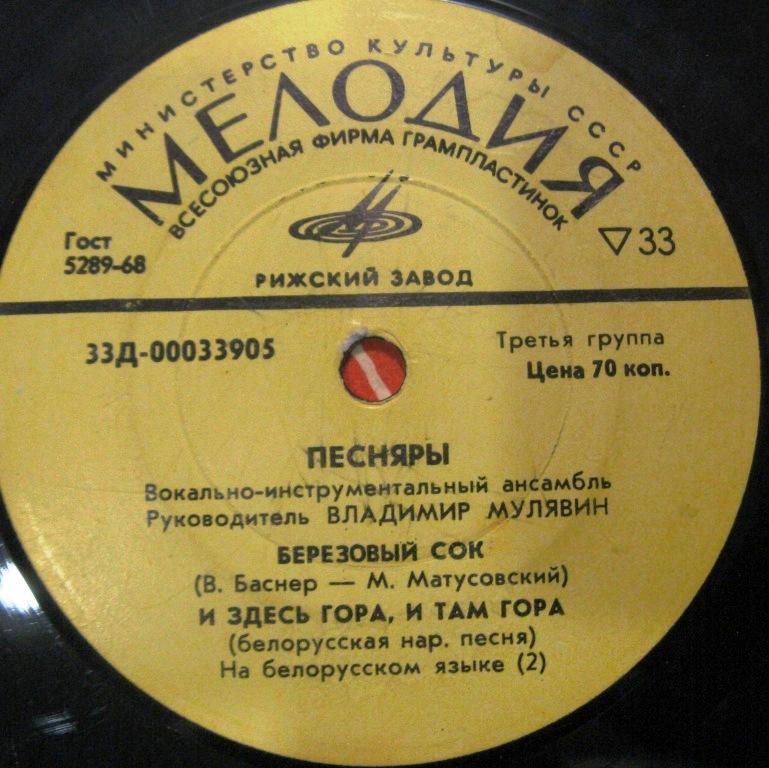 МИНИСТЕРСТВО КУЛЬТУРЫ СССР
МЕЛОДИЯ
ВСЕСОЮЗНАЯ ФИРМА ГРАМПЛАСТИНОК
Гост
5289-68
▽33
РИЖСКИЙ ЗАВОД
33Д-00033905
Третья группа
Цена 70 коп.
ПЕСНЯРЫ
Вокально-инструментальный ансамбль
Руководитель ВЛАДИМИР МУЛЯВИН
БЕРЕЗОВЫЙ СОК
(В. Баснер — М. Матусовский)
И ЗДЕСЬ ГОРА, И ТАМ ГОРА
(белорусская нар. песня)
На белорусском языке (2)